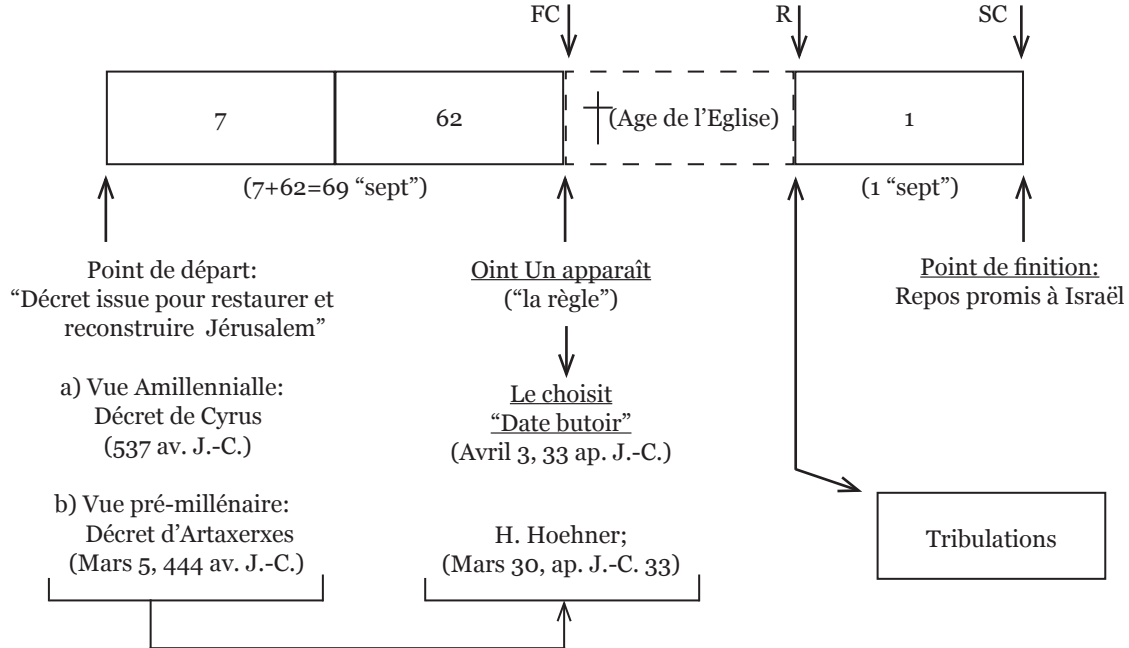 FC
R
SC
7
62
(Age de l'Eglise)
1
(7+62=69 “sept”)
(1 “sept”)
Point de départ:
“Décret issue pour restaurer et
reconstruire Jérusalem”
a) Vue Amillennialle:
Décret de Cyrus
(537 av. J.-C.)
b) Vue pré-millénaire:
Décret d'Artaxerxes
(Mars 5, 444 av. J.-C.)
Oint Un apparaît
(“la règle”)
Le choisit
“Date butoir”
(Avril 3, 33 ap. J.-C.)
H. Hoehner;
(Mars 30, ap. J.-C. 33)
Point de finition:
Repos promis à Israël
Tribulations